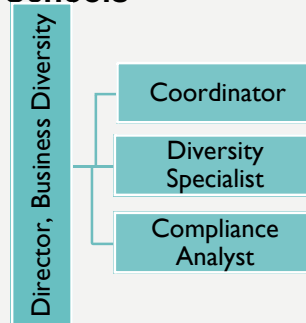 Director, Business Diversity
Coordinator
Diversity
Specialist
Compliance
Analyst